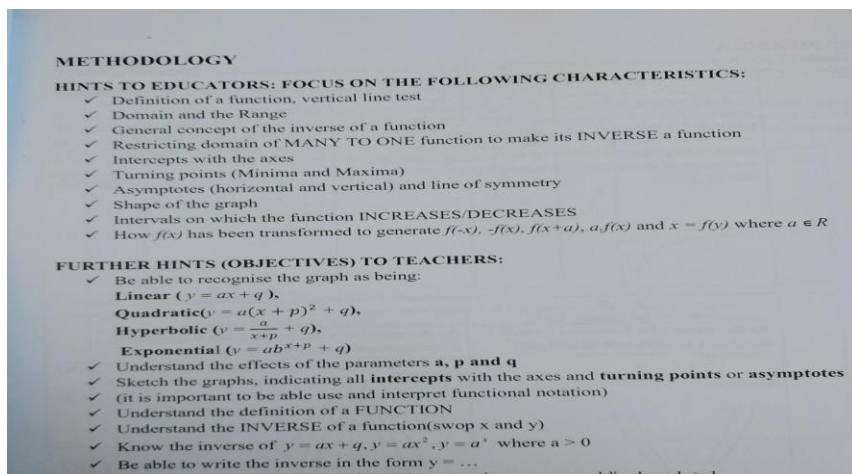 METHODOLOGY
HINTS TO EDUCATORS: FOCUS ON THE FOLLOWING CHARACTERISTICS:
✓ Definition of a function, vertical line test
✓ Domain and the Range
✓ General concept of the inverse of a function
✓ Restricting domain of MANY TO ONE function to make its INVERSE a function
✓ Intercepts with the axes
✓ Turning points (Minima and Maxima)
✓ Asymptotes (horizontal and vertical) and line of symmetry
✓ Shape of the graph
✓ Intervals on which the function INCREASES/DECREASES
✓ How f(x) has been transformed to generate f(-x), -f(x), f(x+a), a.f(x) and x = f(y) where a ∈ R
FURTHER HINTS (OBJECTIVES) TO TEACHERS:
✓ Be able to recognise the graph as being:
Linear ( y = ax + q ),
Quadratic(y = a(x + p)² + q),
Hyperbolic (y = a/(x+p) + q),
Exponential (y = ab^(x+p) + q)
✓ Understand the effects of the parameters a, p and q
✓ Sketch the graphs, indicating all intercepts with the axes and turning points or asymptotes
✓ (it is important to be able use and interpret functional notation)
✓ Understand the definition of a FUNCTION
✓ Understand the INVERSE of a function(swop x and y)
✓ Know the inverse of y = ax + q, y = ax², y = aˣ where a > 0
✓ Be able to write the inverse in the form y = ...